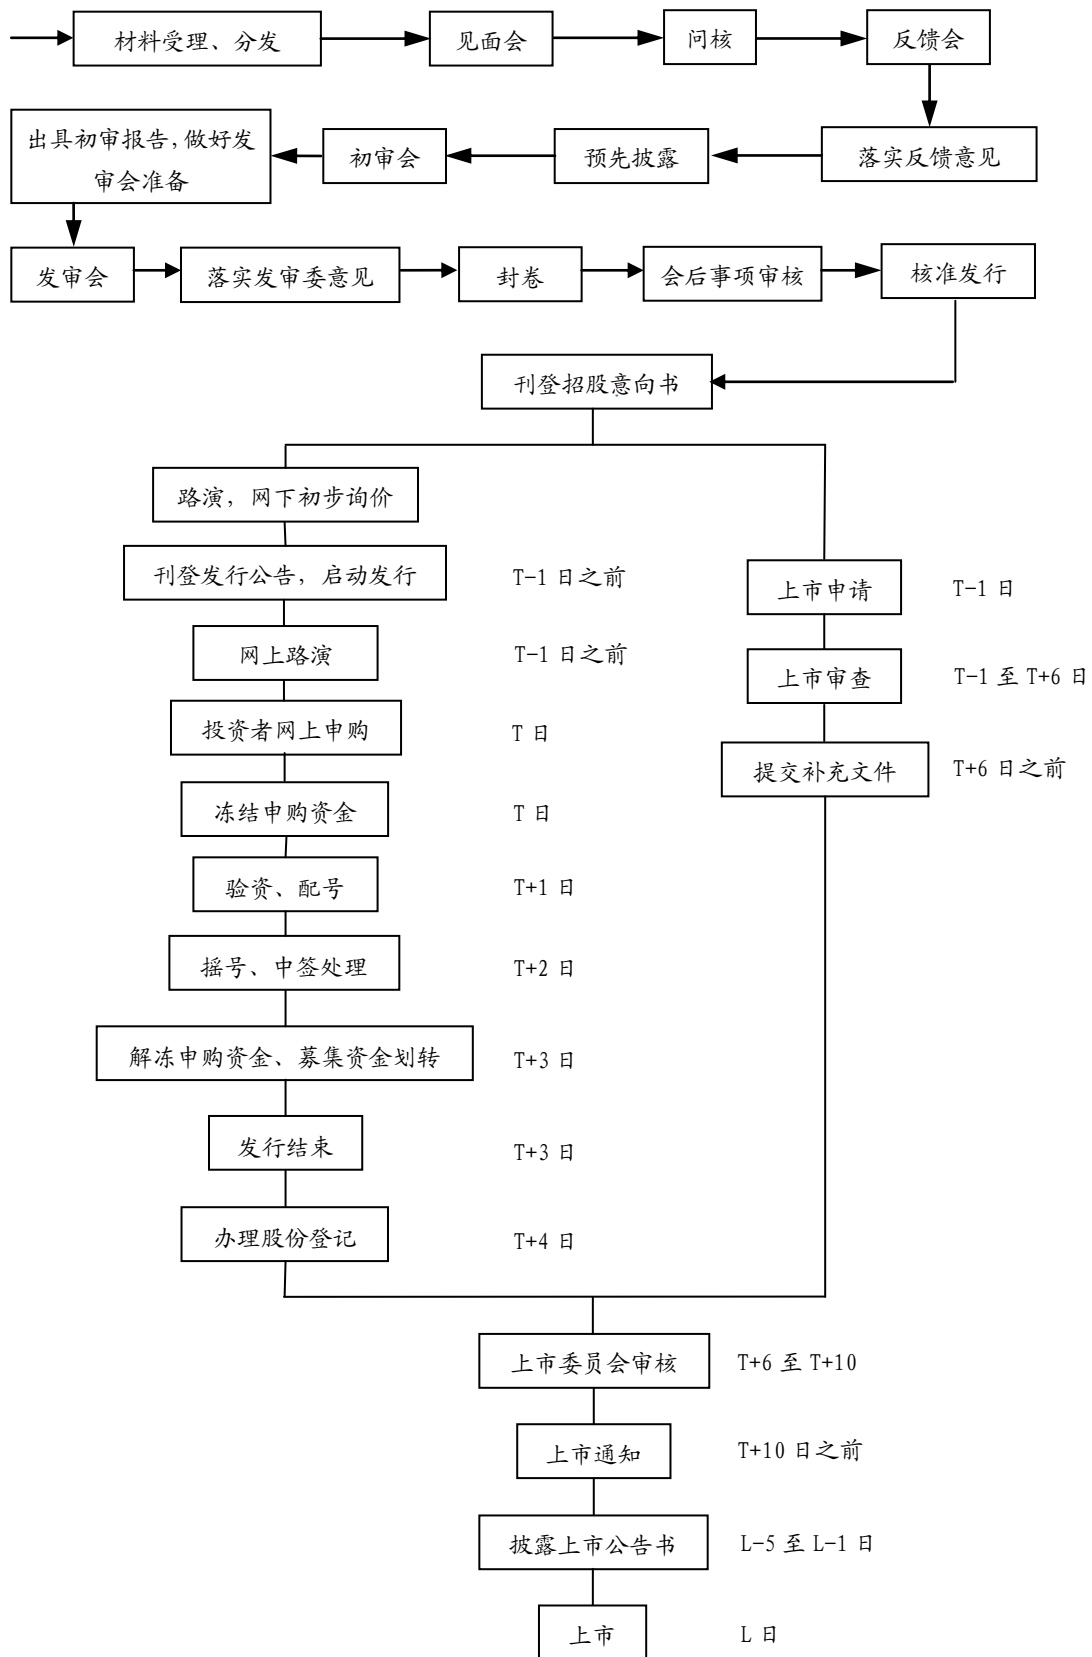 材料受理、分发
见面会
问核
反馈会
落实反馈意见
预先披露
初审会
出具初审报告，做好发
审会准备
发审会
落实发审委意见
封卷
会后事项审核
核准发行
刊登招股意向书
路演，网下初步询价
刊登发行公告，启动发行
T-1 日之前
网上路演
T-1 日之前
投资者网上申购
T 日
冻结申购资金
T 日
验资、配号
T+1 日
摇号、中签处理
T+2 日
解冻申购资金、募集资金划转
T+3 日
发行结束
T+3 日
办理股份登记
T+4 日
上市申请
T-1 日
上市审查
T-1 至 T+6 日
提交补充文件
T+6 日之前
上市委员会审核
T+6 至 T+10
上市通知
T+10 日之前
披露上市公告书
L-5 至 L-1 日
上市
L 日